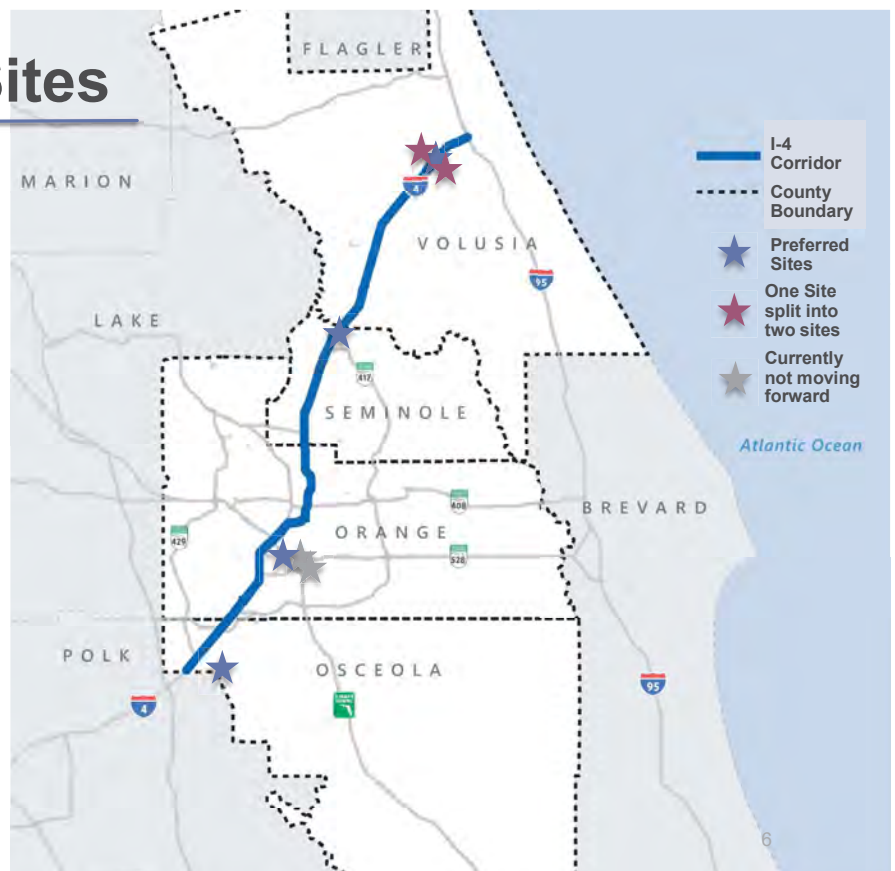 Sites
FLAGLER
MARION
4
VOLUSIA
95
LAKE
417
SEMINOLE
408
ORANGE
BREVARD
429
528
POLK
OSCEOLA
95
4
I-4
Corridor
County
Boundary
Preferred
Sites
One Site
split into
two sites
Currently
not moving
forward
Atlantic Ocean
6